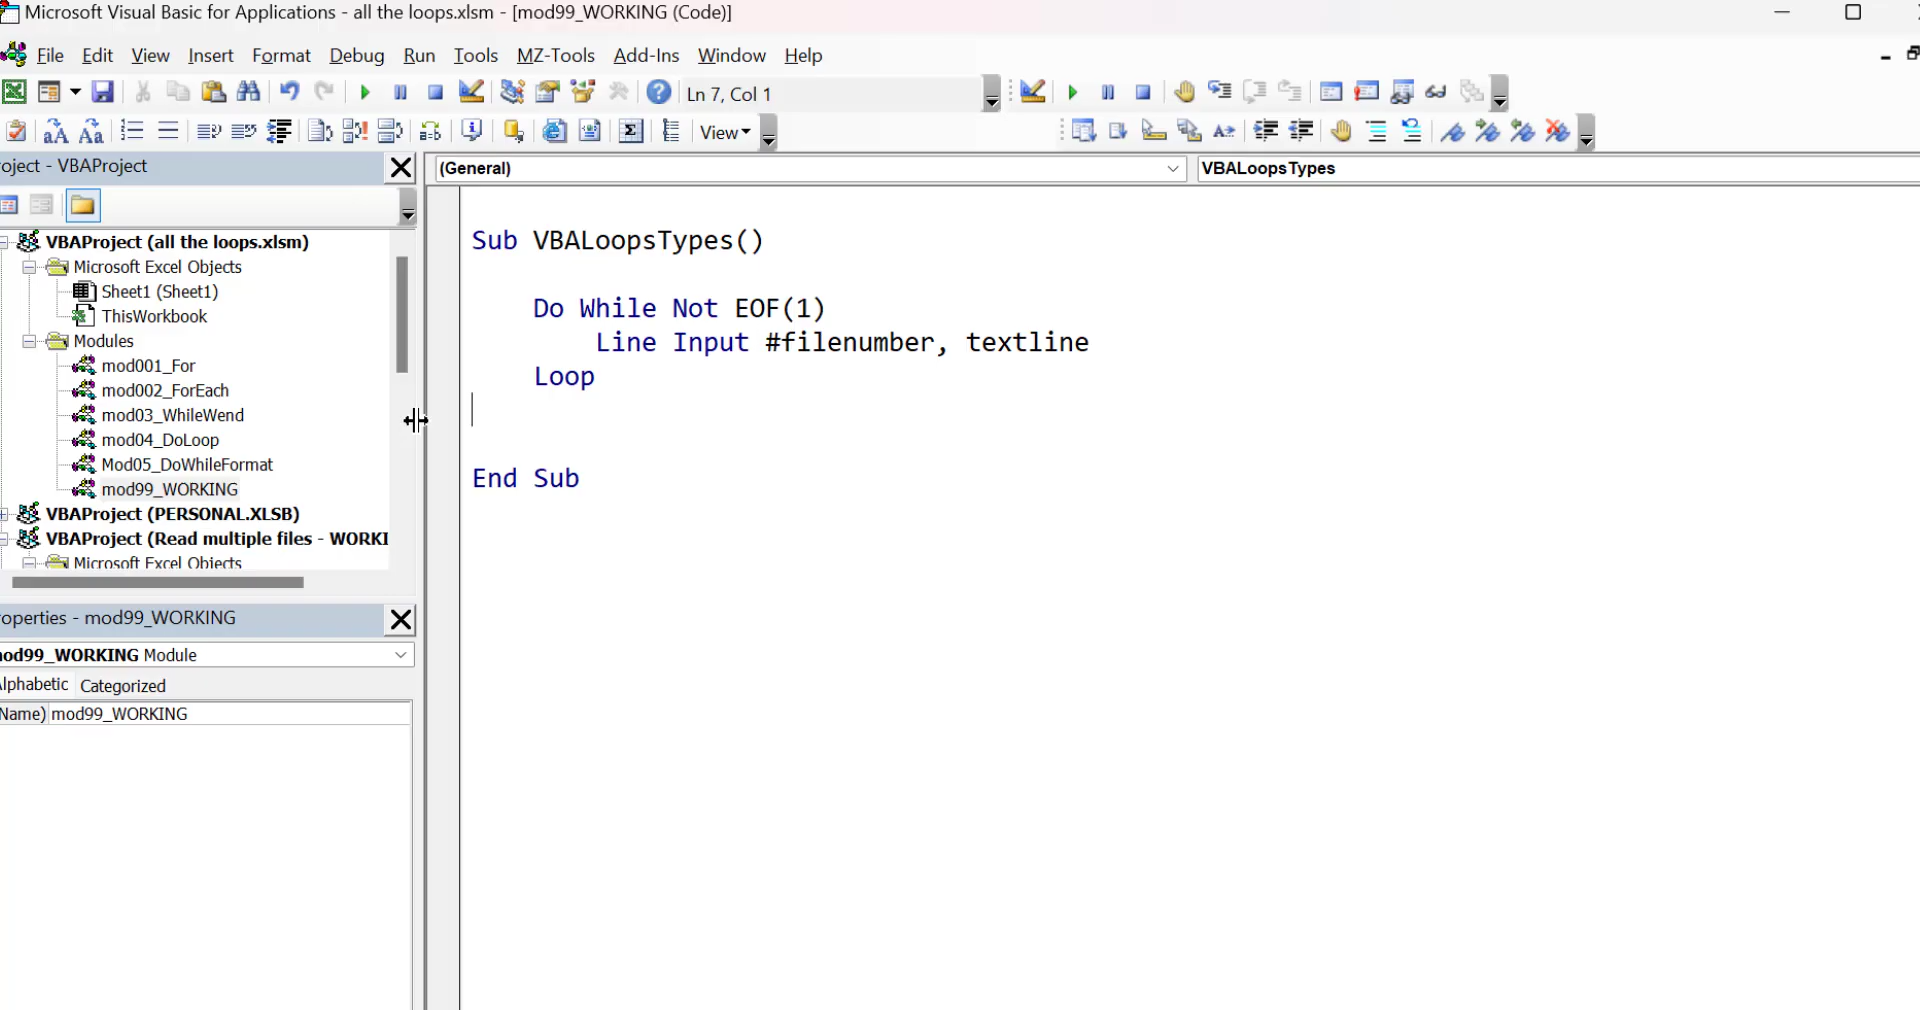 Microsoft Visual Basic for Applications - all the loops.xlsm - [mod99_WORKING (Code)]
File Edit View Insert Format Debug Run Tools MZ-Tools Add-Ins Window Help
Ln 7, Col 1
View
oject - VBAProject
(General)
VBALoopsTypes
VBAProject (all the loops.xlsm)
Microsoft Excel Objects
Sheet1 (Sheet1)
ThisWorkbook
Modules
mod001_For
mod002_ForEach
mod03_WhileWend
mod04_DoLoop
Mod05_DoWhileFormat
mod99_WORKING
VBAProject (PERSONAL.XLSB)
VBAProject (Read multiple files - WORKI
Microsoft Excel Objects
Sub VBALoopsTypes()
Do While Not EOF(1)
Line Input #filenumber, textline
Loop
End Sub
operties - mod99_WORKING
od99_WORKING Module
lphabetic Categorized
Name) mod99_WORKING